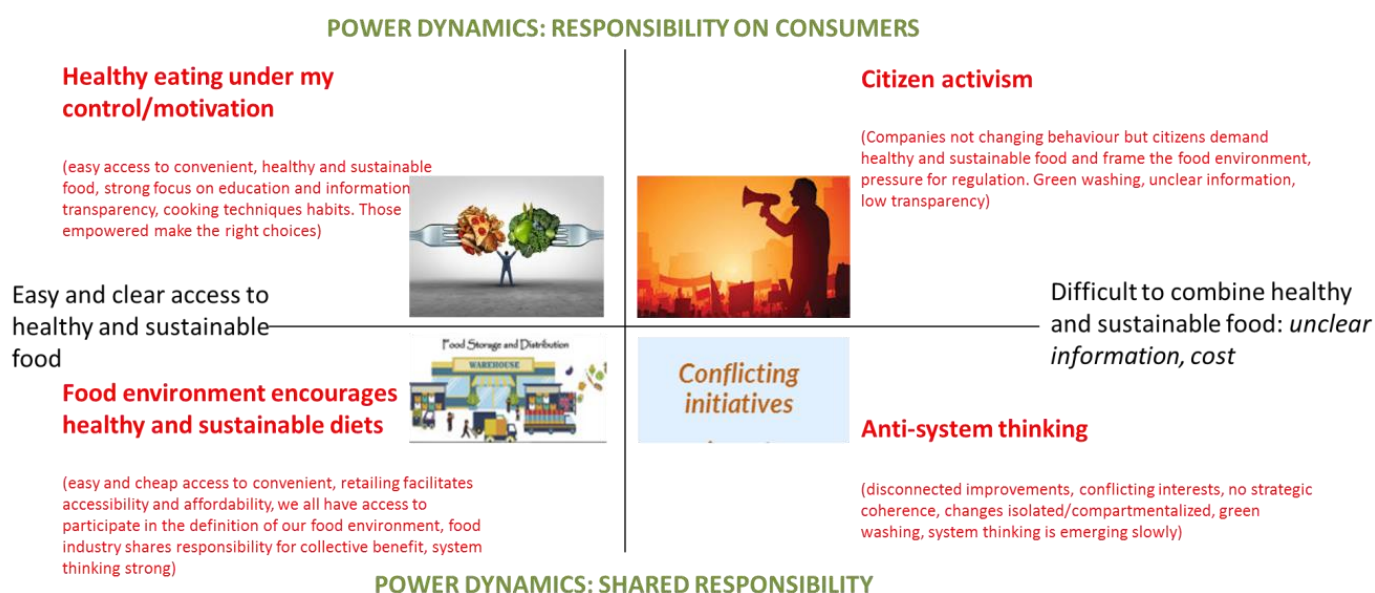 POWER DYNAMICS: RESPONSIBILITY ON CONSUMERS
Healthy eating under my
control/motivation
(easy access to convenient, healthy and sustainable
food, strong focus on education and information
transparency, cooking techniques habits. Those
empowered make the right choices)
Citizen activism
(Companies not changing behaviour but citizens demand
healthy and sustainable food and frame the food environment,
pressure for regulation. Green washing, unclear information,
low transparency)
Easy and clear access to
healthy and sustainable
food
Difficult to combine healthy
and sustainable food: unclear
information, cost
Food environment encourages
healthy and sustainable diets
Food Storage and Distribution
WAREHOUSE
(easy and cheap access to convenient, retailing facilitates
accessibility and affordability, we all have access to
participate in the definition of our food environment, food
industry shares responsibility for collective benefit, system
thinking strong)
Conflicting
initiatives
Anti-system thinking
(disconnected improvements, conflicting interests, no strategic
coherence, changes isolated/compartmentalized, green
washing, system thinking is emerging slowly)
POWER DYNAMICS: SHARED RESPONSIBILITY